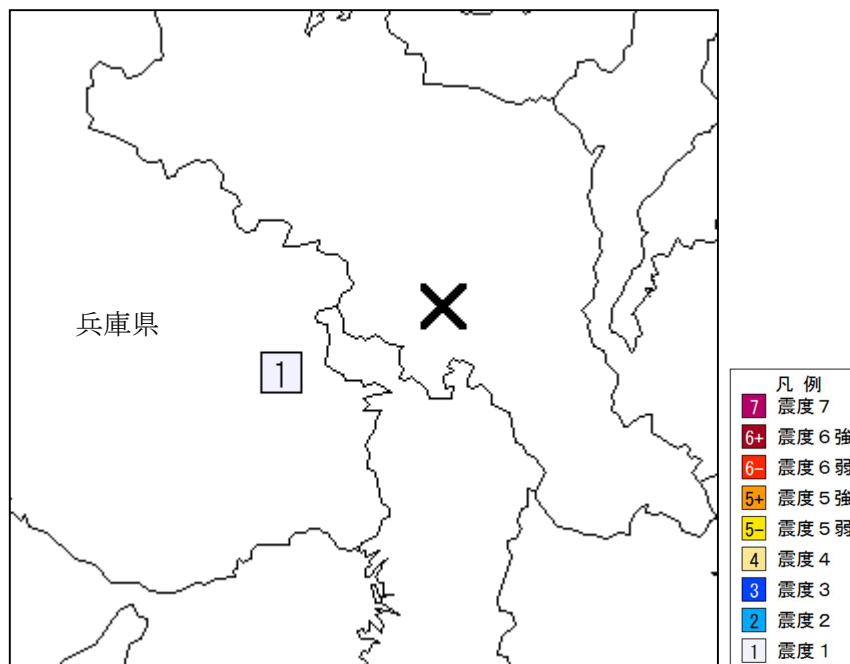 兵庫県
1
凡 例
7 震度７
6+ 震度６強
6- 震度６弱
5+ 震度５強
5- 震度５弱
4 震度４
3 震度３
2 震度２
1 震度１